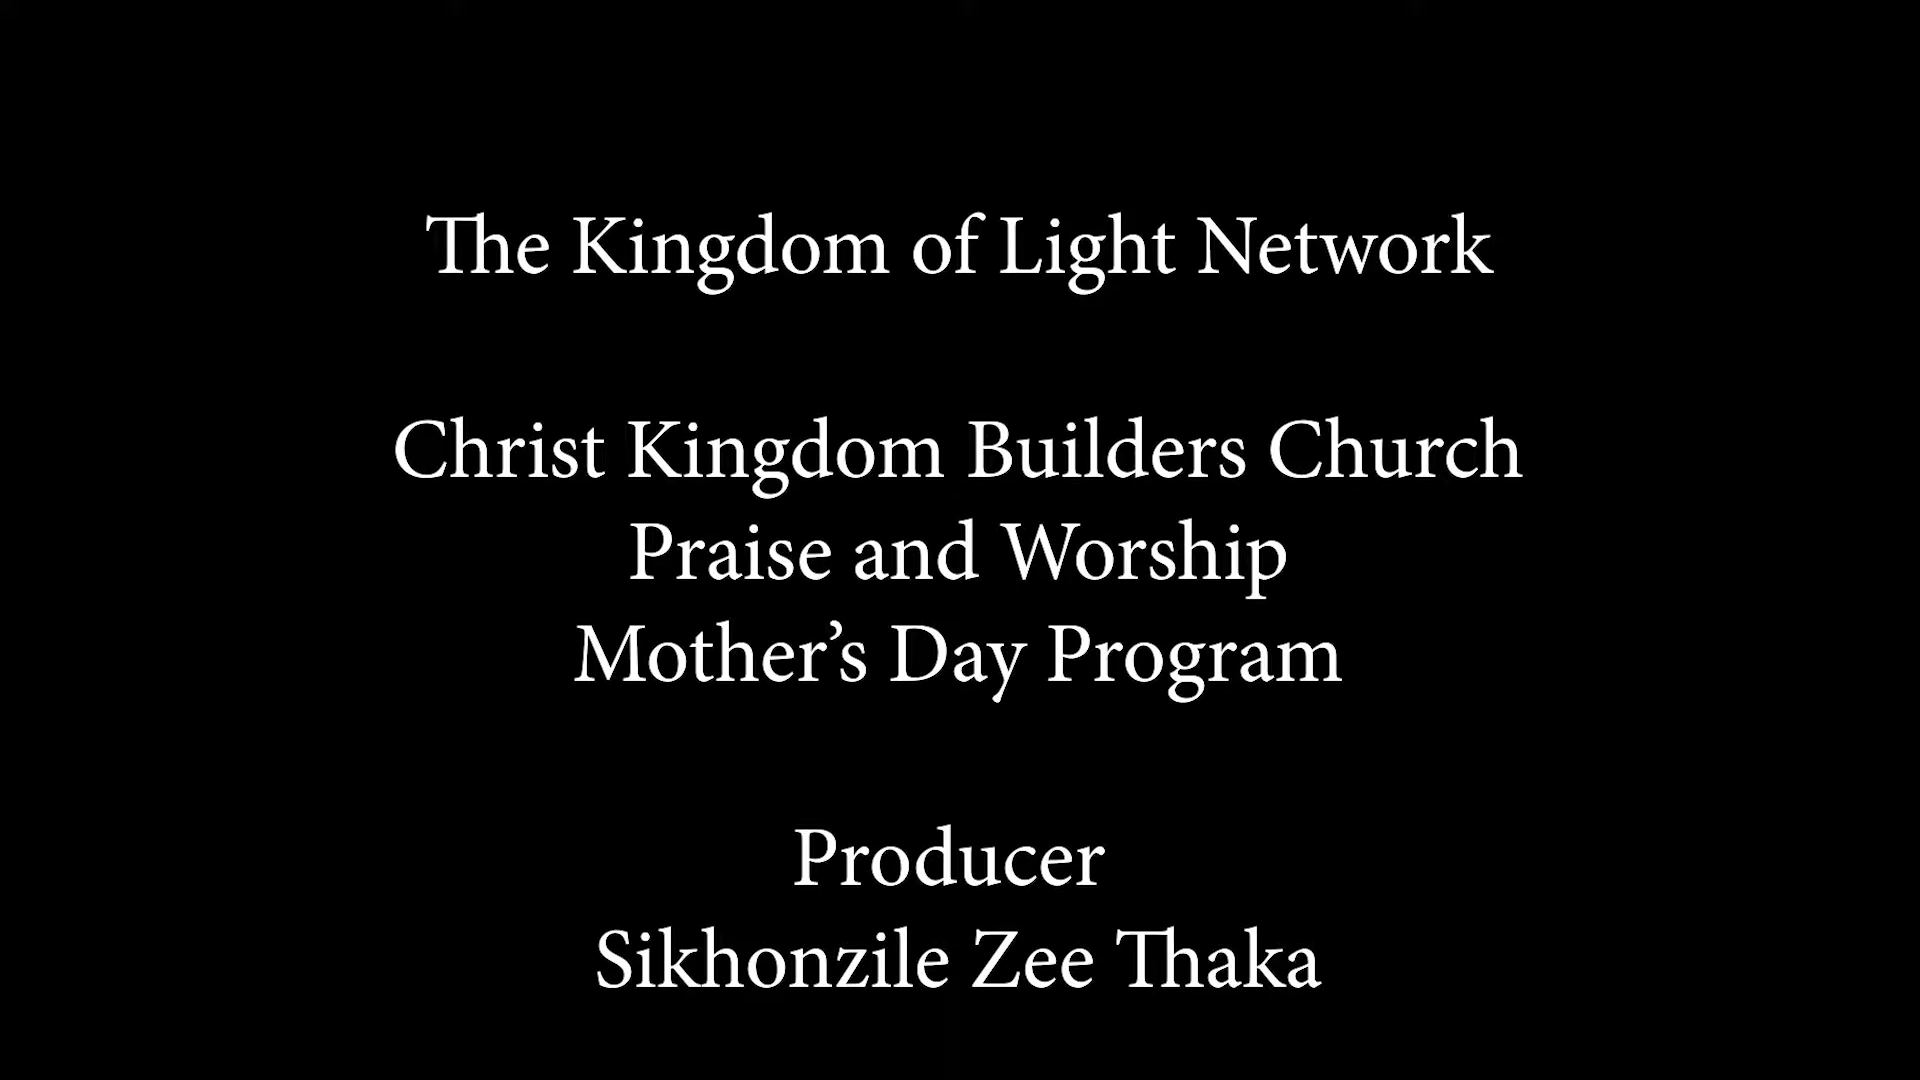 The Kingdom of Light Network
Christ Kingdom Builders Church
Praise and Worship
Mother’s Day Program
Producer
Sikhonzile Zee Thaka